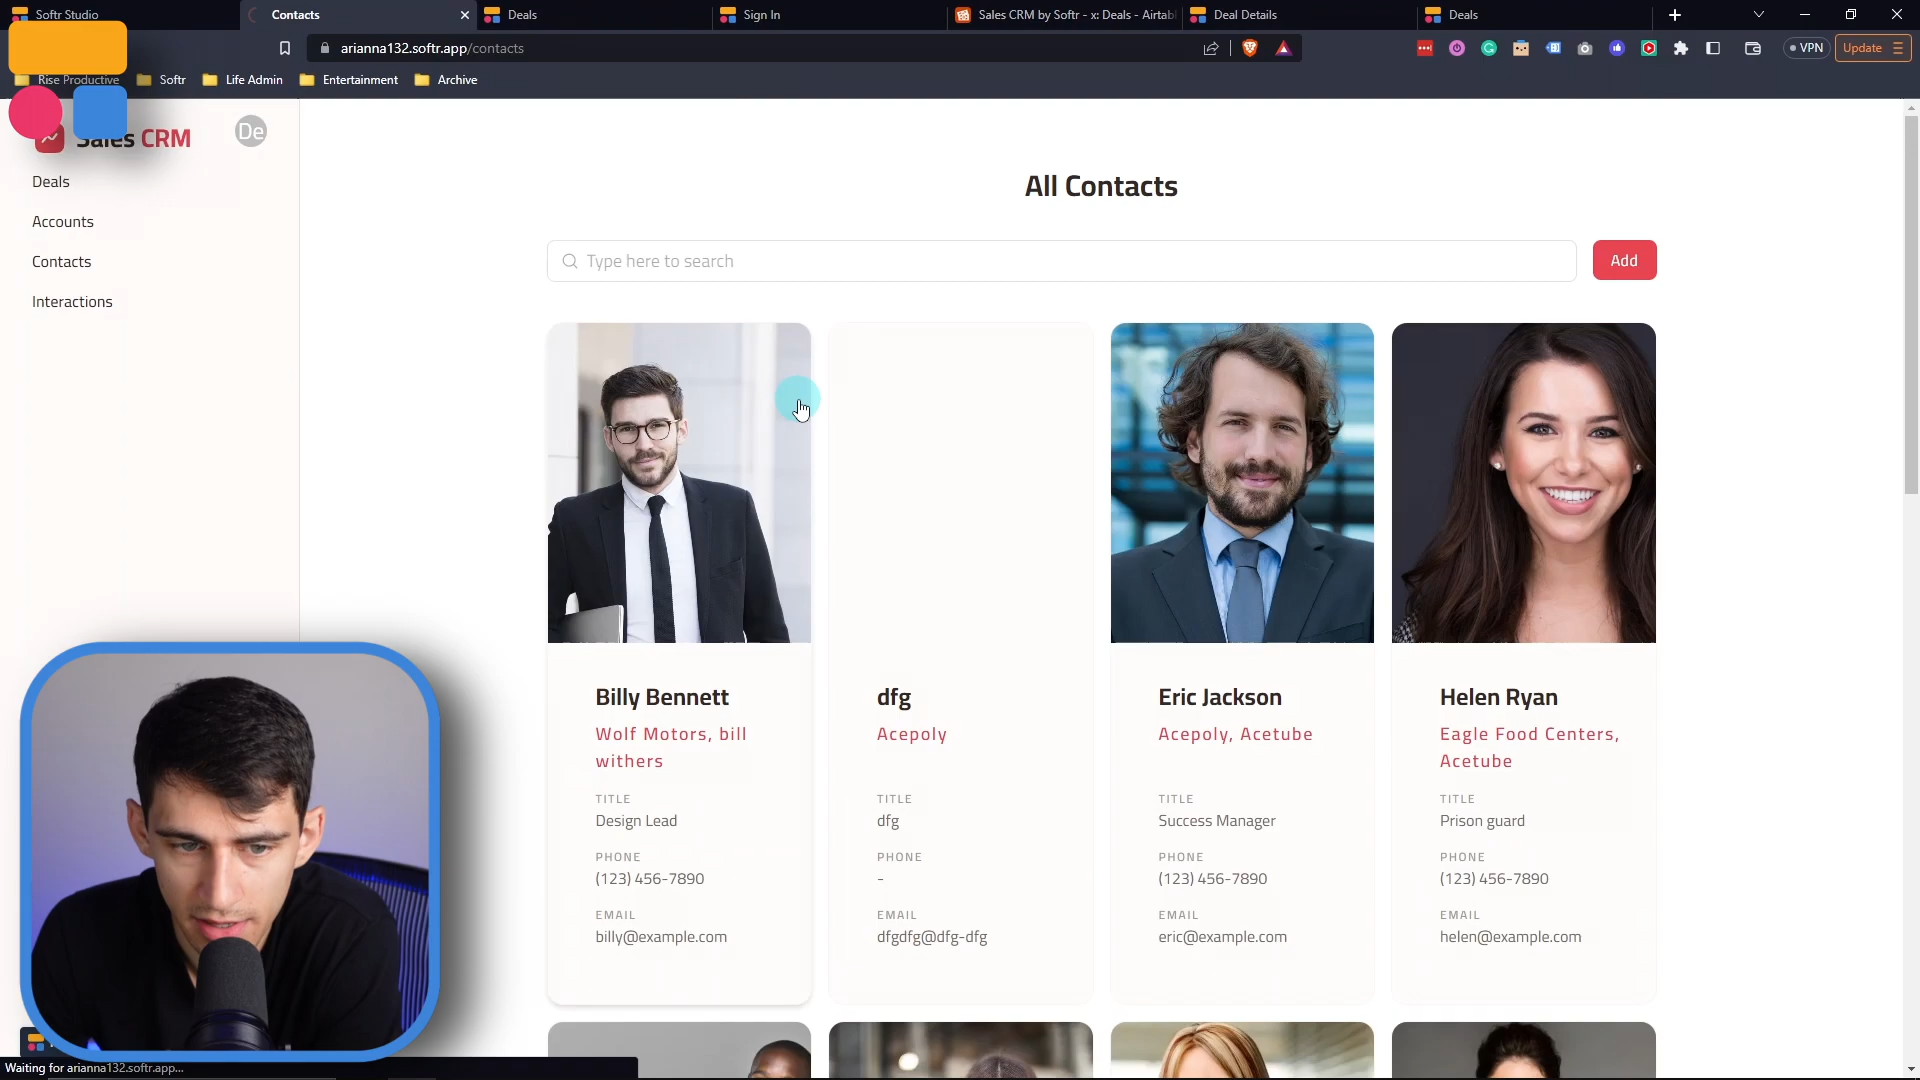 Softr Studio
Contacts
Deals
Sign In
Sales CRM by Softr - x: Deals - Airtabl
Deal Details
Deals
arianna132.softr.app/contacts
VPN
Update
Rise Productive
Softr
Life Admin
Entertainment
Archive
Sales CRM
De
Deals
Accounts
Contacts
Interactions
All Contacts
Type here to search
Add
Billy Bennett
Wolf Motors, bill
withers
TITLE
Design Lead
PHONE
(123) 456-7890
EMAIL
billy@example.com
dfg
Acepoly
TITLE
dfg
PHONE
-
EMAIL
dfgdfg@dfg-dfg
Eric Jackson
Acepoly, Acetube
TITLE
Success Manager
PHONE
(123) 456-7890
EMAIL
eric@example.com
Helen Ryan
Eagle Food Centers,
Acetube
TITLE
Prison guard
PHONE
(123) 456-7890
EMAIL
helen@example.com
Waiting for arianna132.softr.app...